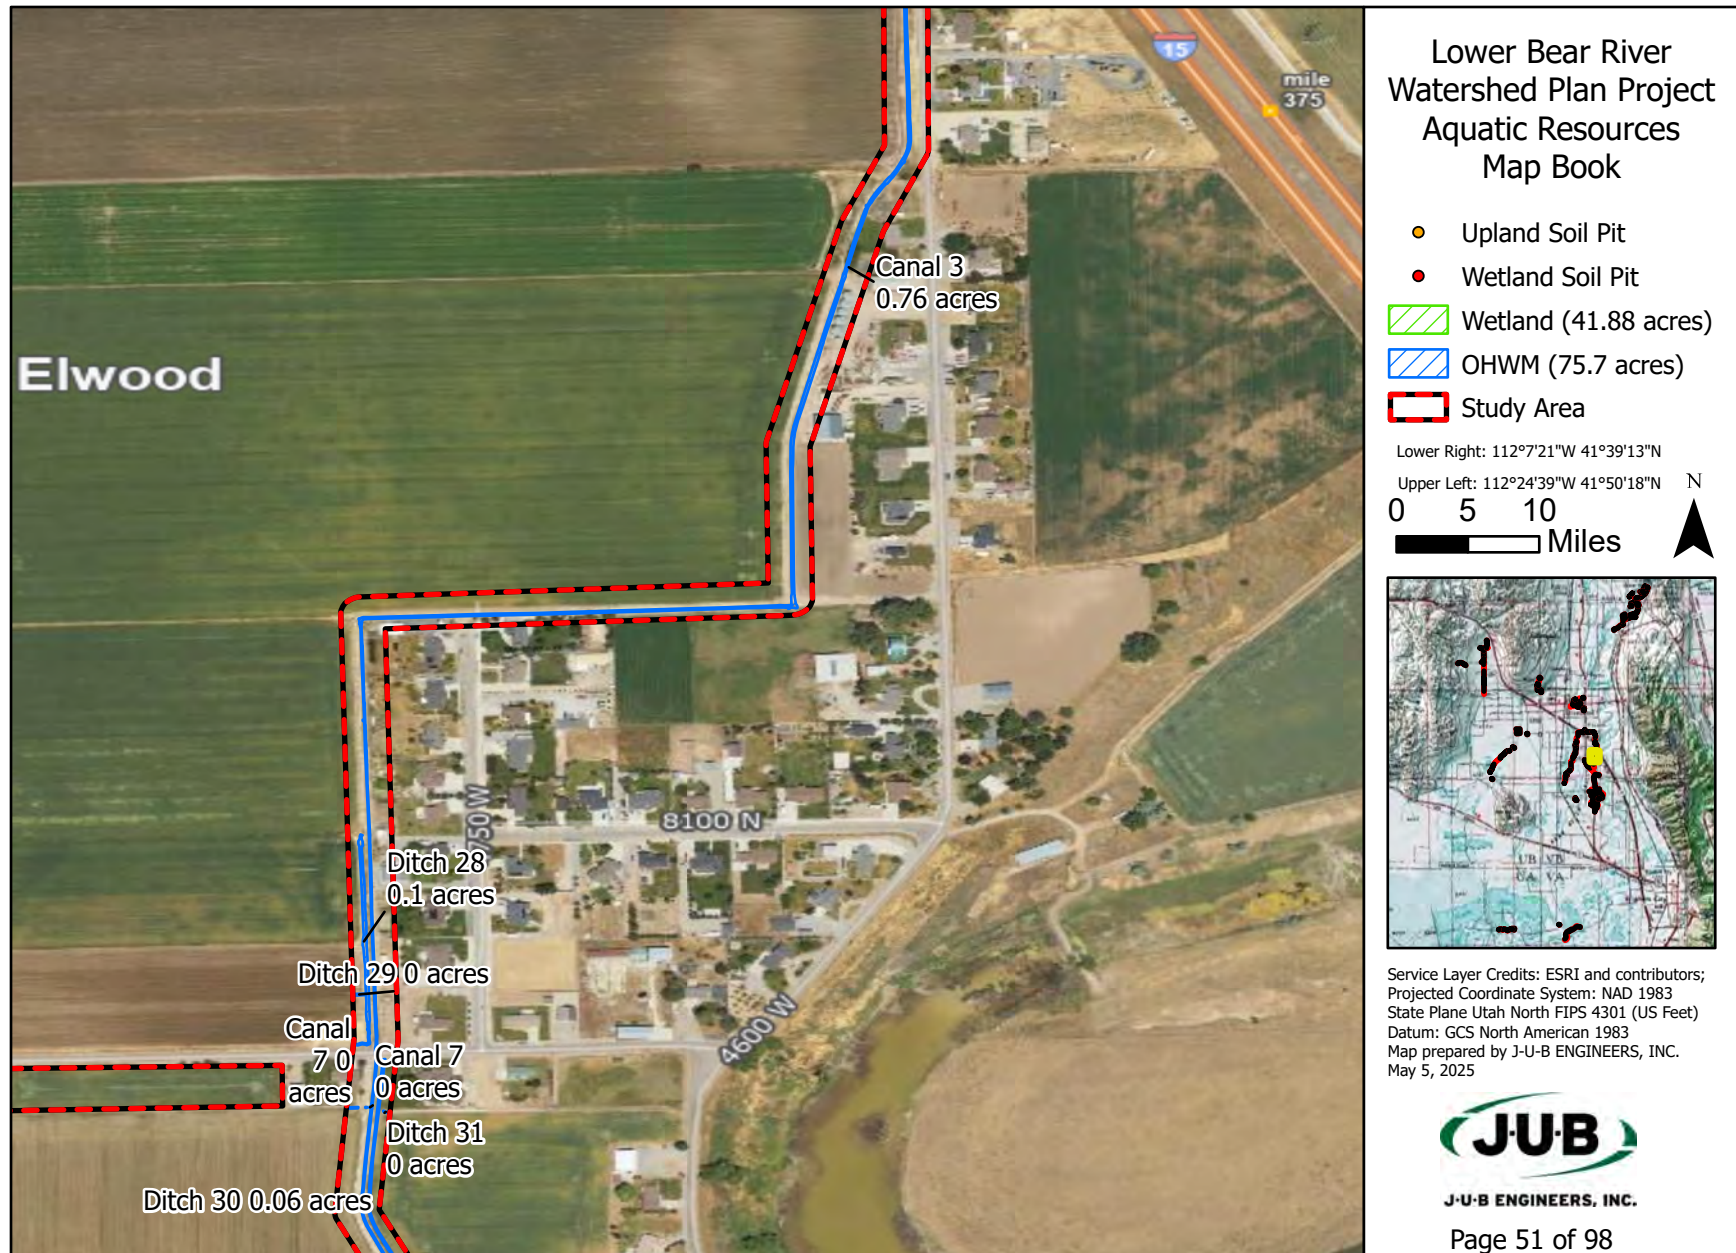 15
mile
375
Canal 3
0.76 acres
Elwood
8100 N
750 W
Ditch 28
0.1 acres
Ditch 29 0 acres
4600 W
Canal
7 0
acres
Canal 7
0 acres
Ditch 31
0 acres
Ditch 30 0.06 acres
Lower Bear River
Watershed Plan Project
Aquatic Resources
Map Book
Upland Soil Pit
Wetland Soil Pit
Wetland (41.88 acres)
OHWM (75.7 acres)
Study Area
Lower Right: 112°7'21"W 41°39'13"N
Upper Left: 112°24'39"W 41°50'18"N
N
0 5 10
Miles
UB VB
UA VA
Service Layer Credits: ESRI and contributors;
Projected Coordinate System: NAD 1983
State Plane Utah North FIPS 4301 (US Feet)
Datum: GCS North American 1983
Map prepared by J-U-B ENGINEERS, INC.
May 5, 2025
J·U·B
J·U·B ENGINEERS, INC.
Page 51 of 98